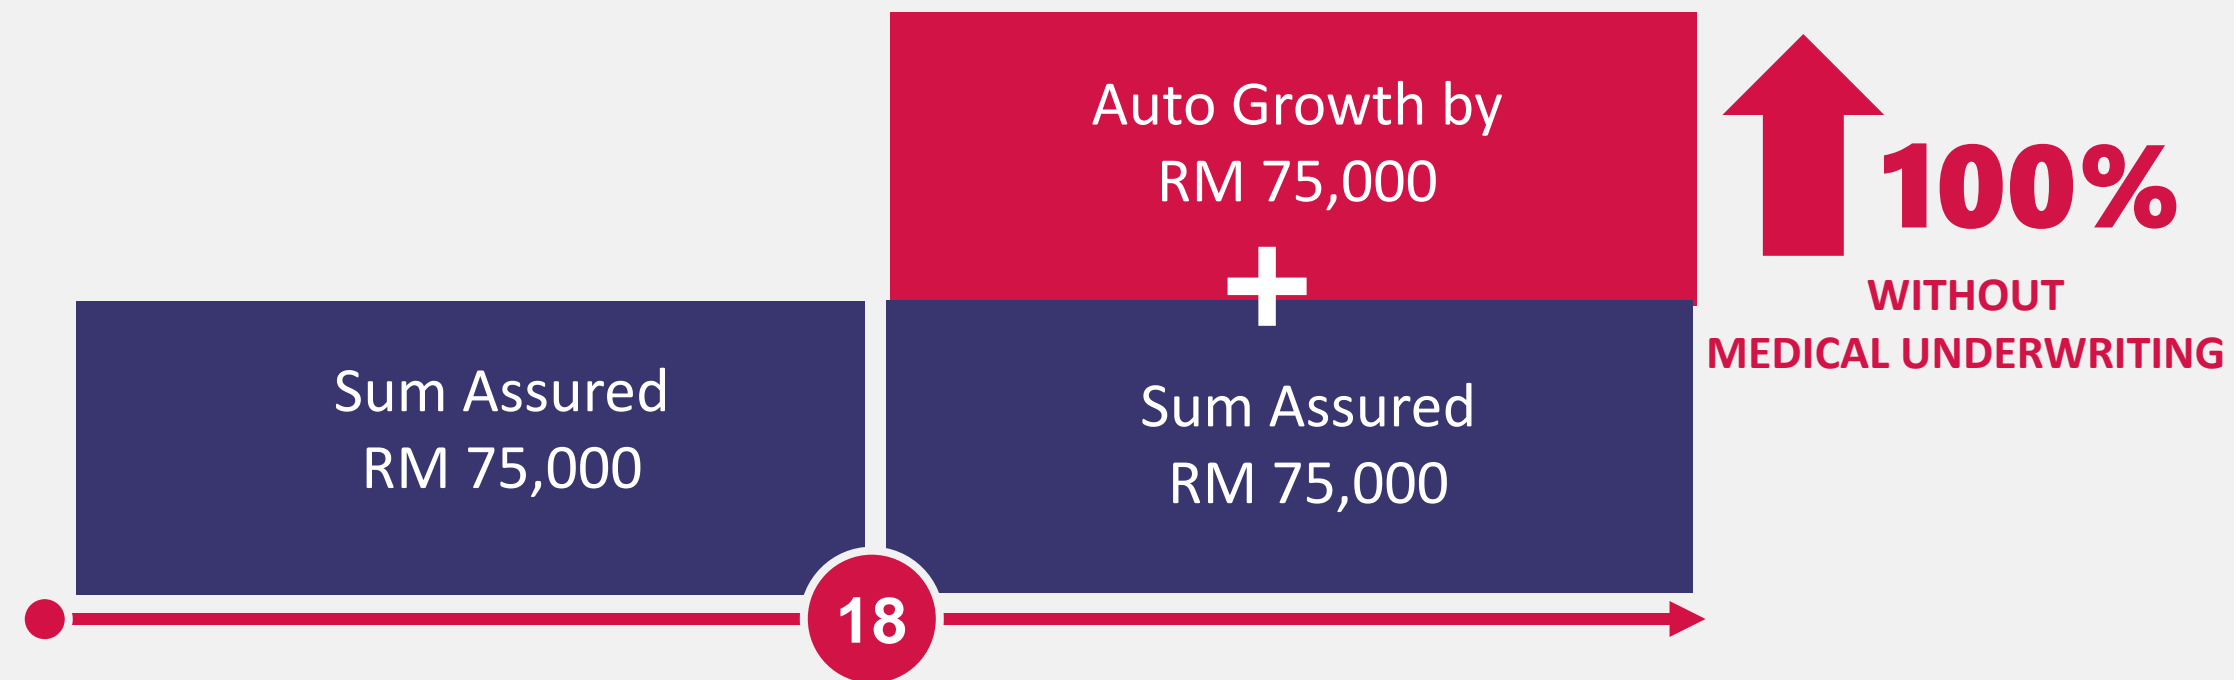 Auto Growth by
RM 75,000
+
100%
WITHOUT
MEDICAL UNDERWRITING
Sum Assured
RM 75,000
Sum Assured
RM 75,000
18